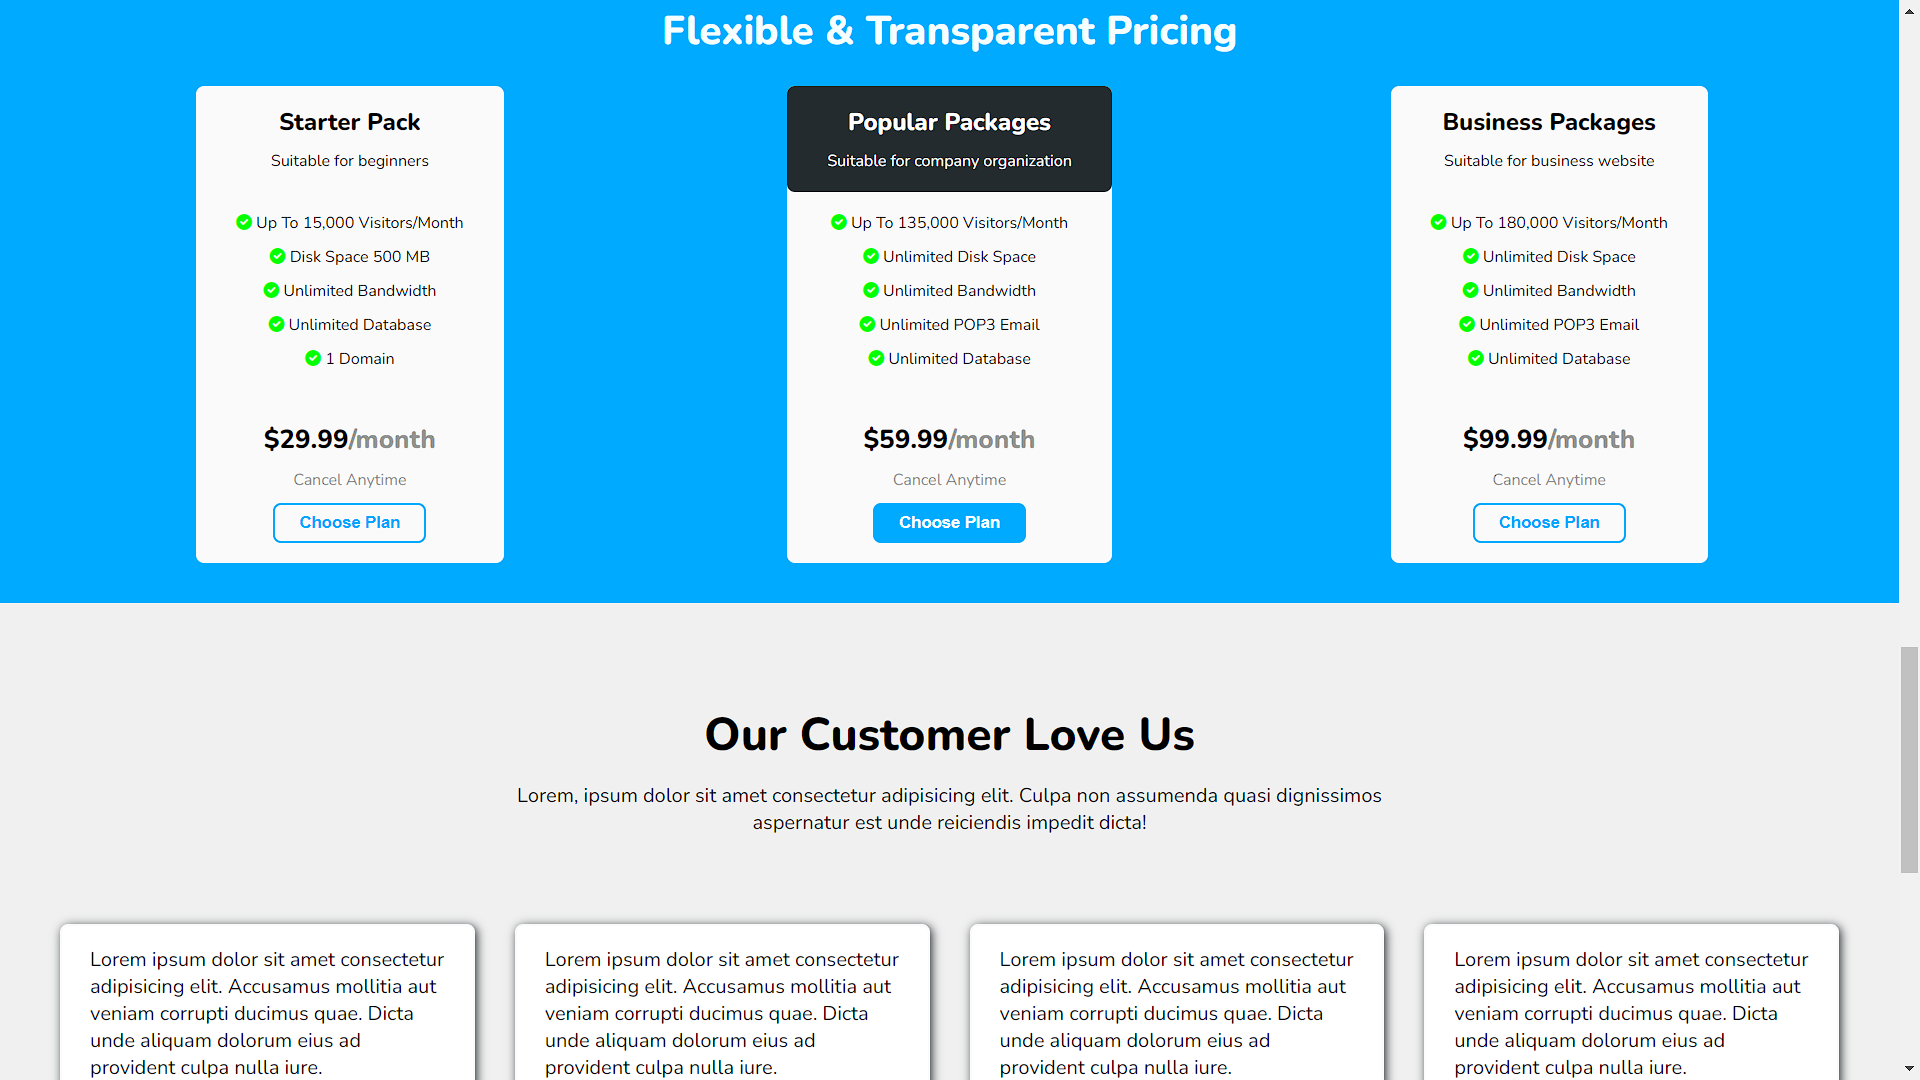 Flexible & Transparent Pricing
Starter Pack
Suitable for beginners
Up To 15,000 Visitors/Month
Disk Space 500 MB
Unlimited Bandwidth
Unlimited Database
1 Domain
$29.99/month
Cancel Anytime
Choose Plan
Popular Packages
Suitable for company organization
Up To 135,000 Visitors/Month
Unlimited Disk Space
Unlimited Bandwidth
Unlimited POP3 Email
Unlimited Database
$59.99/month
Cancel Anytime
Choose Plan
Business Packages
Suitable for business website
Up To 180,000 Visitors/Month
Unlimited Disk Space
Unlimited Bandwidth
Unlimited POP3 Email
Unlimited Database
$99.99/month
Cancel Anytime
Choose Plan
Our Customer Love Us
Lorem, ipsum dolor sit amet consectetur adipisicing elit. Culpa non assumenda quasi dignissimos
aspernatur est unde reiciendis impedit dicta!
Lorem ipsum dolor sit amet consectetur
adipisicing elit. Accusamus mollitia aut
veniam corrupti ducimus quae. Dicta
unde aliquam dolorum eius ad
provident culpa nulla iure.
Lorem ipsum dolor sit amet consectetur
adipisicing elit. Accusamus mollitia aut
veniam corrupti ducimus quae. Dicta
unde aliquam dolorum eius ad
provident culpa nulla iure.
Lorem ipsum dolor sit amet consectetur
adipisicing elit. Accusamus mollitia aut
veniam corrupti ducimus quae. Dicta
unde aliquam dolorum eius ad
provident culpa nulla iure.
Lorem ipsum dolor sit amet consectetur
adipisicing elit. Accusamus mollitia aut
veniam corrupti ducimus quae. Dicta
unde aliquam dolorum eius ad
provident culpa nulla iure.